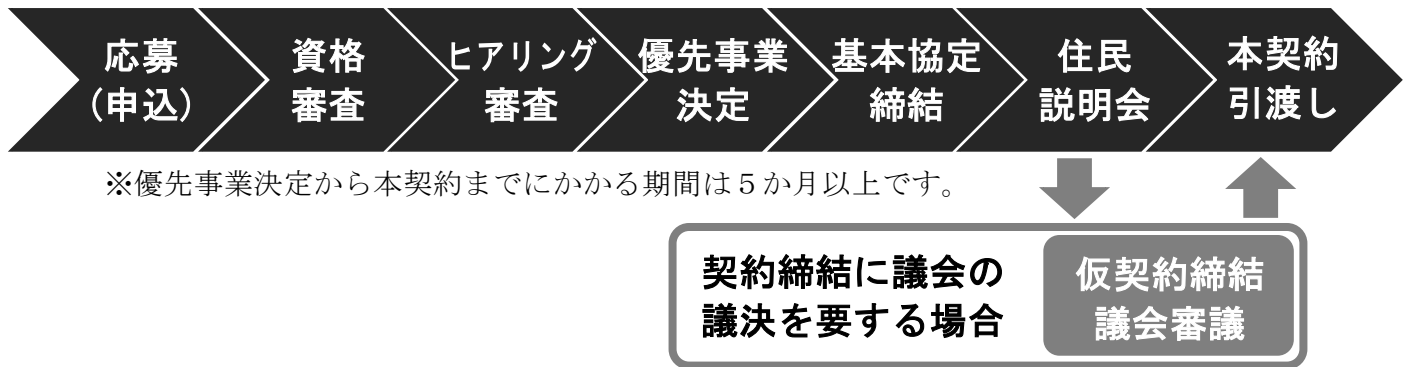 応募
(申込)
資格
審査
ヒアリング
審査
優先事業
決定
基本協定
締結
住民
説明会
本契約
引渡し
※優先事業決定から本契約までにかかる期間は５か月以上です。
契約締結に議会の
議決を要する場合
仮契約締結
議会審議